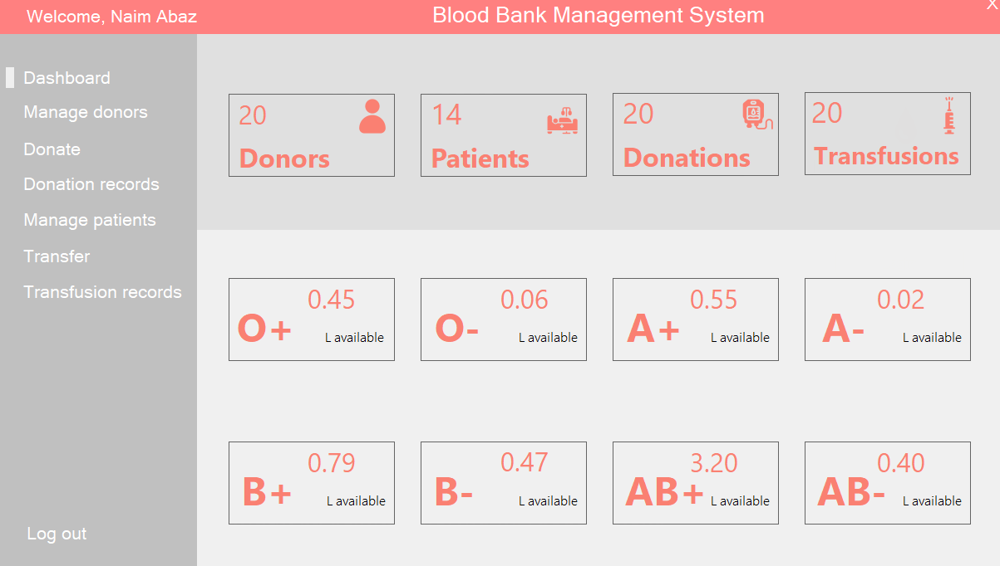 Welcome, Naim Abaz
Blood Bank Management System
X
Dashboard
Manage donors
Donate
Donation records
Manage patients
Transfer
Transfusion records
Log out
20
Donors
14
Patients
20
Donations
20
Transfusions
0.45
O+
L available
0.06
O-
L available
0.55
A+
L available
0.02
A-
L available
0.79
B+
L available
0.47
B-
L available
3.20
AB+
L available
0.40
AB-
L available